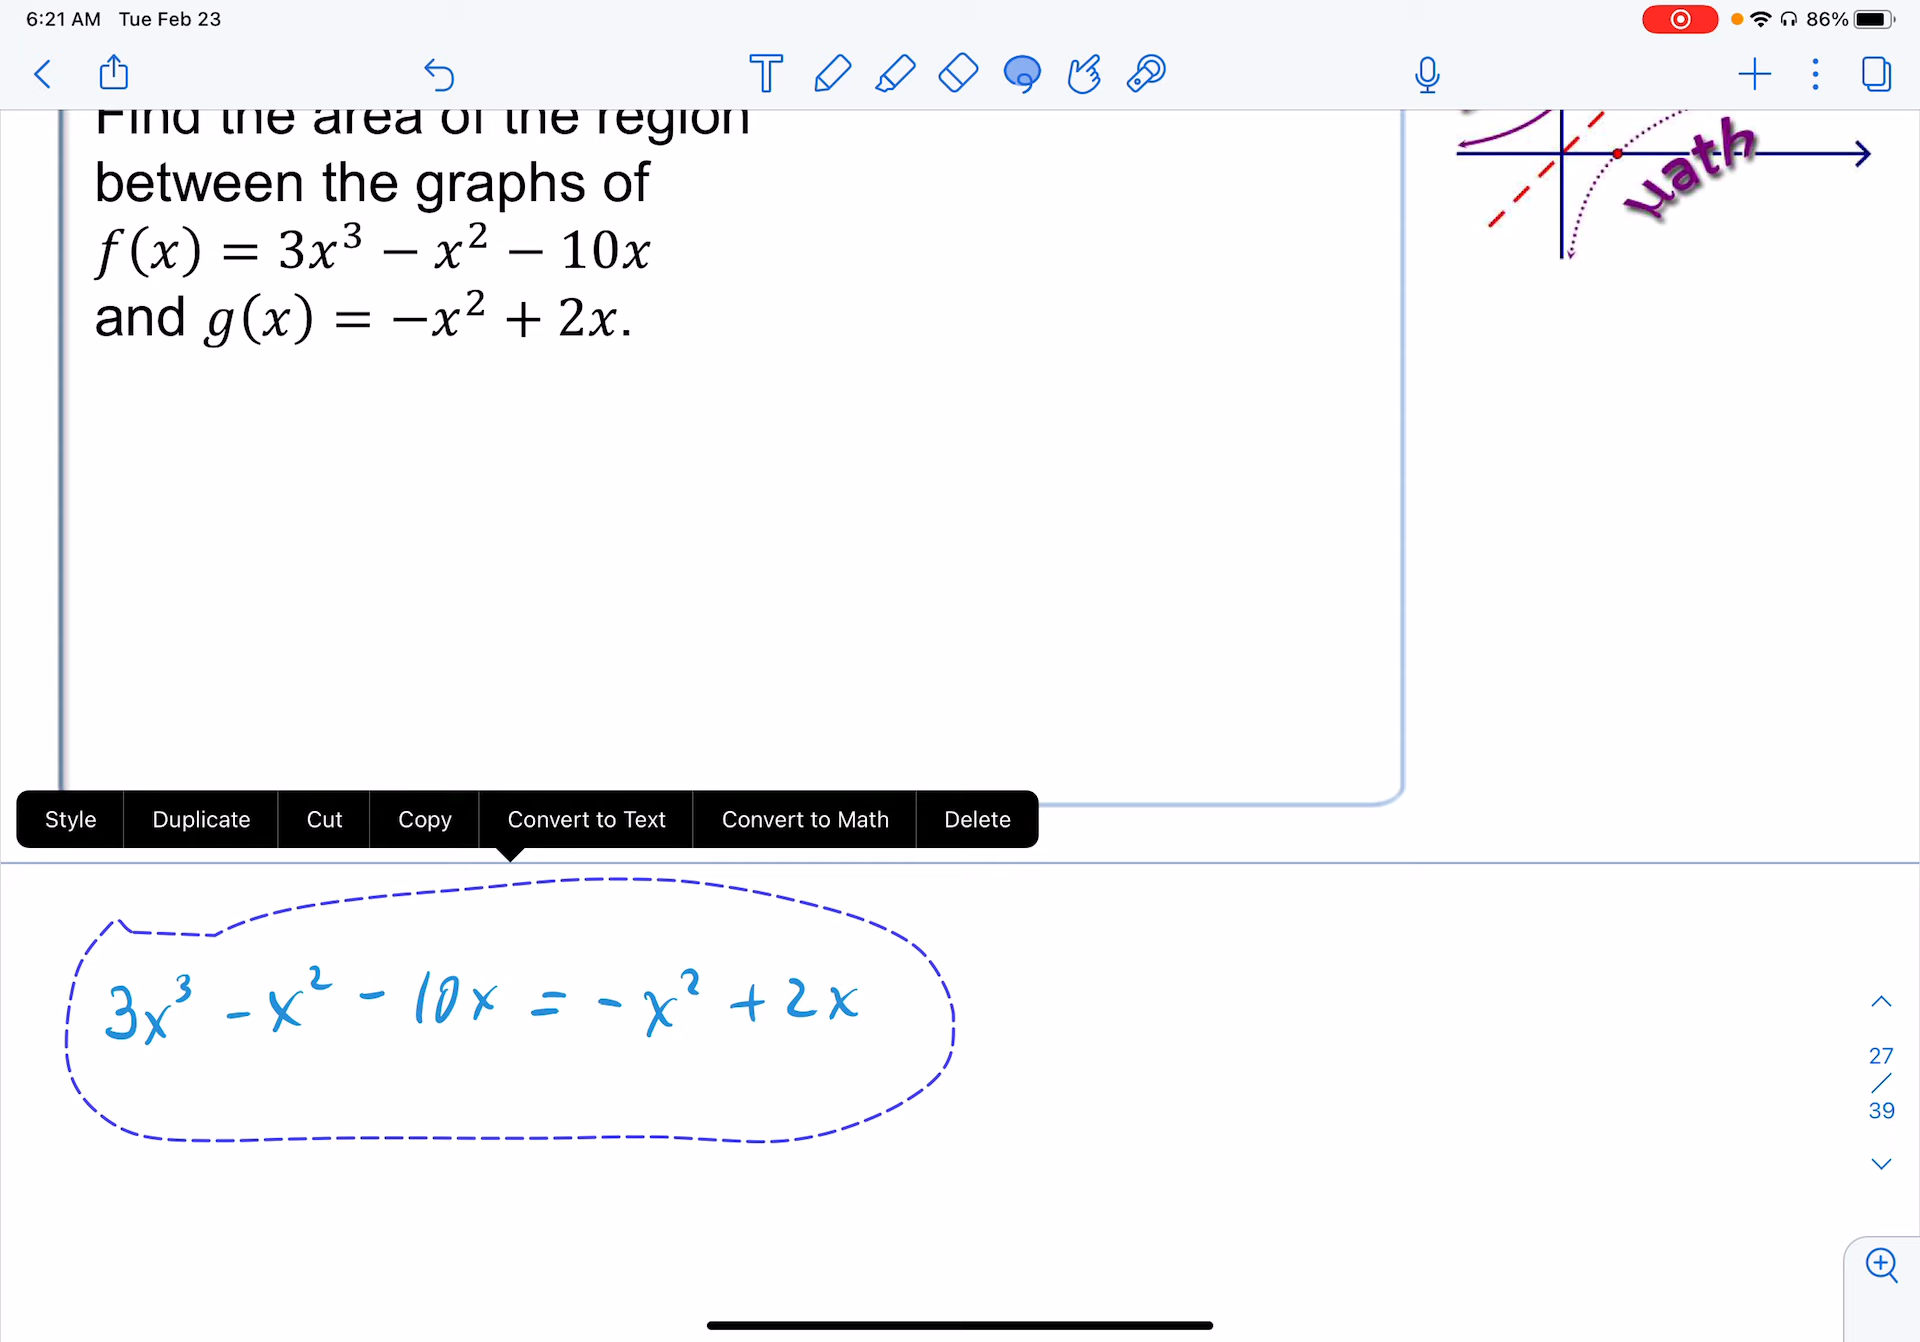 6:21 AM Tue Feb 23
86%
Find the area of the region
between the graphs of
f(x) = 3x³ − x² − 10x
and g(x) = −x² + 2x.
μath
Style Duplicate Cut Copy Convert to Text Convert to Math Delete
3x³ - x² - 10x = - x² + 2x
27
/
39